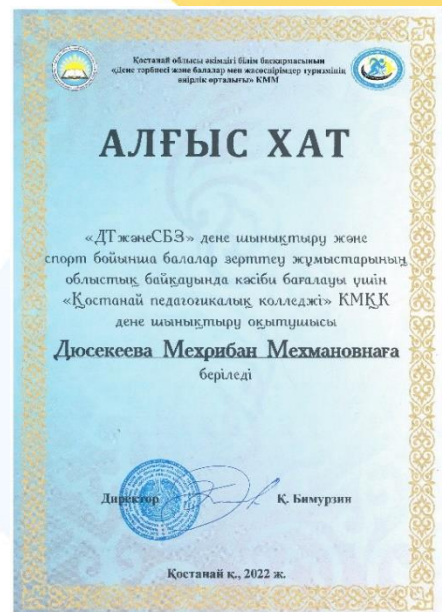 Қостанай облысы әкімдігі білім басқармасының
«Дене тәрбиесі және балалар мен жасөспірімдер туризмінің
өңірлік орталығы» КММ
АЛҒЫС ХАТ
«ДТжәнеСБЗ» дене шынықтыру және
спорт бойынша балалар зерттеу жұмыстарының
облыстық байқауында кәсіби бағалауы үшін
«Қостанай педагогикалық колледжі» КМҚК
дене шынықтыру оқытушысы
Дюсекеева Мехрибан Мехмановнаға
беріледі
Директор Қ. Бимурзин
Қостанай қ., 2022 ж.